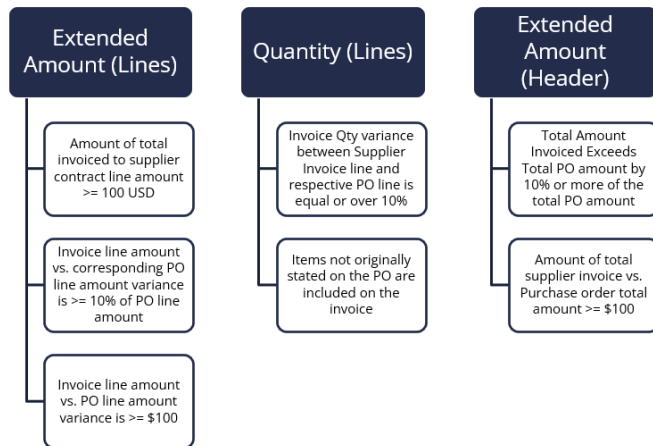 Extended
Amount (Lines)
Amount of total
invoiced to supplier
contract line amount
>= 100 USD
Invoice line amount
vs. corresponding PO
line amount variance
is >= 10% of PO line
amount
Invoice line amount
vs. PO line amount
variance is >= $100
Quantity (Lines)
Invoice Qty variance
between Supplier
Invoice line and
respective PO line is
equal or over 10%
Items not originally
stated on the PO are
included on the
invoice
Extended
Amount
(Header)
Total Amount
Invoiced Exceeds
Total PO amount by
10% or more of the
total PO amount
Amount of total
supplier invoice vs.
Purchase order total
amount >= $100